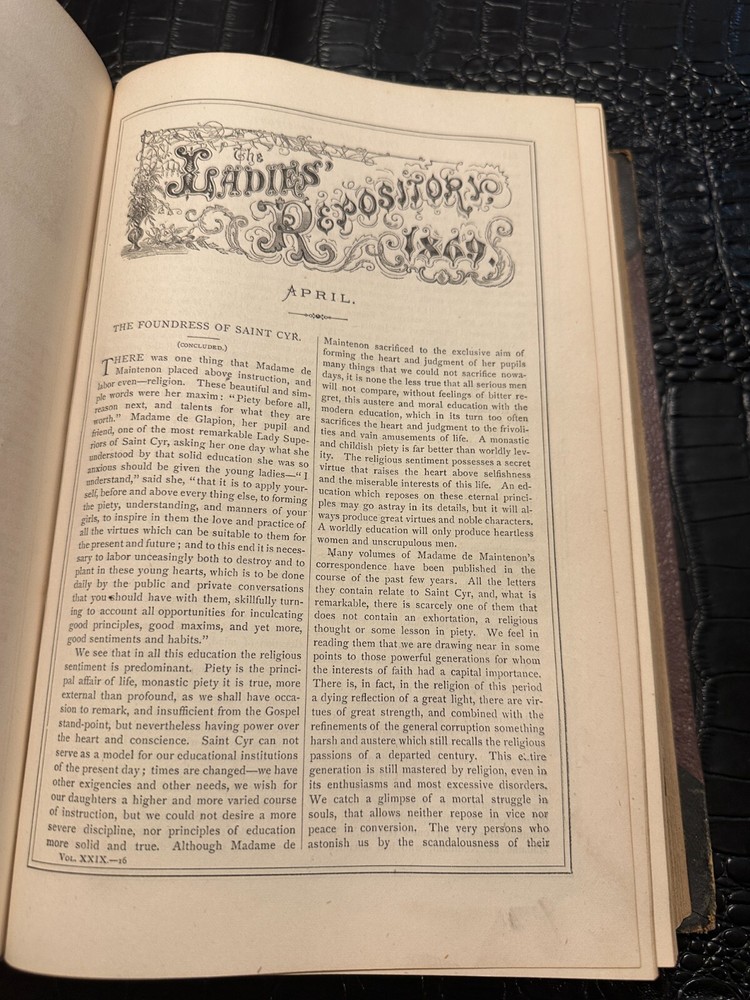 The
LADIES'
REPOSITORY.
1869.
APRIL.
THE FOUNDRESS OF SAINT CYR.
(CONCLUDED.)
THERE was one thing that Madame de
Maintenon placed above instruction, and
labor even—religion. These beautiful and sim-
ple words were her maxim: "Piety before all,
reason next, and talents for what they are
worth." Madame de Glapion, her pupil and
friend, one of the most remarkable Lady Supe-
riors of Saint Cyr, asking her one day what she
understood by that solid education she was so
anxious should be given the young ladies—"I
understand," said she, "that it is to apply your-
self, before and above every thing else, to forming
the piety, understanding, and manners of your
girls, to inspire in them the love and practice of
all the virtues which can be suitable to them for
the present and future; and to this end it is neces-
sary to labor unceasingly both to destroy and to
plant in these young hearts, which is to be done
daily by the public and private conversations
that you should have with them, skillfully turn-
ing to account all opportunities for inculcating
good principles, good maxims, and yet more,
good sentiments and habits."
We see that in all this education the religious
sentiment is predominant. Piety is the princi-
pal affair of life, monastic piety it is true, more
external than profound, as we shall have occa-
sion to remark, and insufficient from the Gospel
stand-point, but nevertheless having power over
the heart and conscience. Saint Cyr can not
serve as a model for our educational institutions
of the present day; times are changed—we have
other exigencies and other needs, we wish for
our daughters a higher and more varied course
of instruction, but we could not desire a more
severe discipline, nor principles of education
more solid and true. Although Madame de
VOL. XXIX.—16
Maintenon sacrificed to the exclusive aim of
forming the heart and judgment of her pupils
many things that we could not sacrifice nowa-
days, it is none the less true that all serious men
will not compare, without feelings of bitter re-
gret, this austere and moral education with the
modern education, which in its turn too often
sacrifices the heart and judgment to the frivoli-
ties and vain amusements of life. A monastic
and childish piety is far better than worldly lev-
ity. The religious sentiment possesses a secret
virtue that raises the heart above selfishness
and the miserable interests of this life. An ed-
ucation which reposes on these eternal princi-
ples may go astray in its details, but it will al-
ways produce great virtues and noble characters.
A worldly education will only produce heartless
women and unscrupulous men.
Many volumes of Madame de Maintenon's
correspondence have been published in the
course of the past few years. All the letters
they contain relate to Saint Cyr, and, what is
remarkable, there is scarcely one of them that
does not contain an exhortation, a religious
thought or some lesson in piety. We feel in
reading them that we are drawing near in some
points to those powerful generations for whom
the interests of faith had a capital importance.
There is, in fact, in the religion of this period
a dying reflection of a great light, there are vir-
tues of great strength, and combined with the
refinements of the general corruption something
harsh and austere which still recalls the religious
passions of a departed century. This entire
generation is still mastered by religion, even in
its enthusiasms and most excessive disorders.
We catch a glimpse of a mortal struggle in
souls, that allows neither repose in vice nor
peace in conversion. The very persons who
astonish us by the scandalousness of their